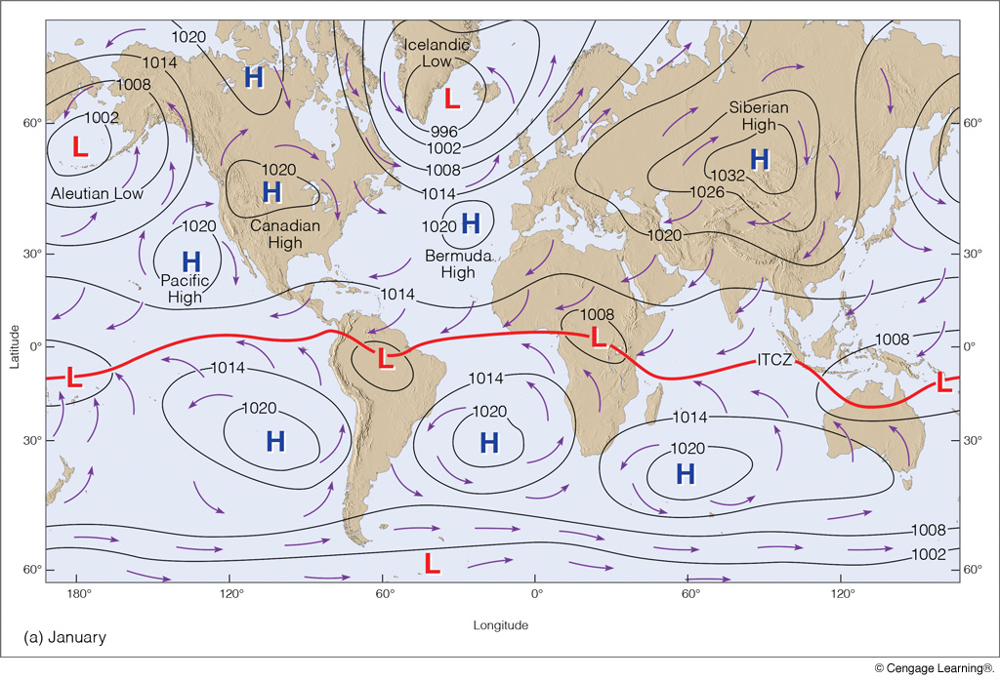 1020
H
Icelandic
Low
1014
1008
L
1002
996
1002
1008
1014
60°
60°
L
Aleutian Low
Siberian
High
H
1032
1026
1020
1020
H
Canadian
High
1020
H
Bermuda
High
1020
H
Pacific
High
30°
30°
1014
1008
L
L
L
ITCZ
1008
L
Latitude
0°
0°
1014
1020
H
1014
1020
H
1014
1020
H
30°
30°
1008
1002
L
60°
60°
180°
120°
60°
0°
60°
120°
Longitude
(a) January
© Cengage Learning®.